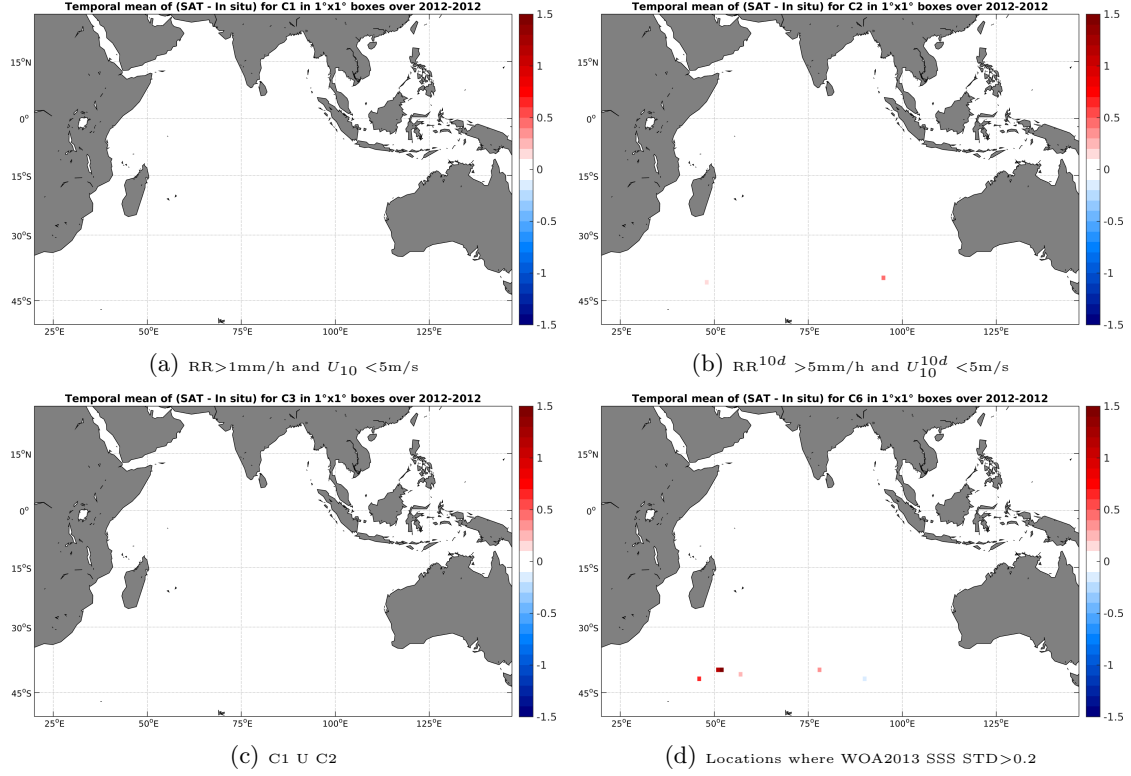 Temporal mean of (SAT - In situ) for C1 in 1°x1° boxes over 2012-2012
15°N
0°
15°S
30°S
45°S
25°E 50°E 75°E 100°E 125°E
1.5
1
0.5
0
-0.5
-1
-1.5
(a) RR>1mm/h and U10 <5m/s
Temporal mean of (SAT - In situ) for C2 in 1°x1° boxes over 2012-2012
15°N
0°
15°S
30°S
45°S
25°E 50°E 75°E 100°E 125°E
1.5
1
0.5
0
-0.5
-1
-1.5
(b) RR^10d >5mm/h and U10^10d <5m/s
Temporal mean of (SAT - In situ) for C3 in 1°x1° boxes over 2012-2012
15°N
0°
15°S
30°S
45°S
25°E 50°E 75°E 100°E 125°E
1.5
1
0.5
0
-0.5
-1
-1.5
(c) C1 U C2
Temporal mean of (SAT - In situ) for C6 in 1°x1° boxes over 2012-2012
15°N
0°
15°S
30°S
45°S
25°E 50°E 75°E 100°E 125°E
1.5
1
0.5
0
-0.5
-1
-1.5
(d) Locations where WOA2013 SSS STD>0.2